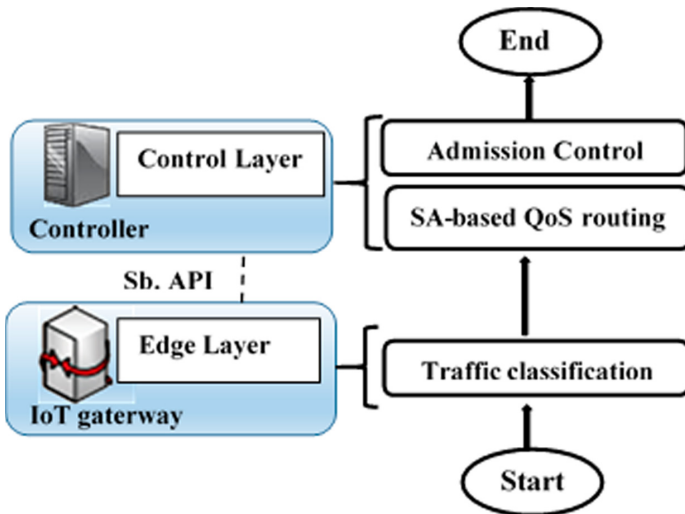 End
Control Layer
Admission Control
Controller
SA-based QoS routing
Sb. API
Edge Layer
Traffic classification
IoT gaterway
Start